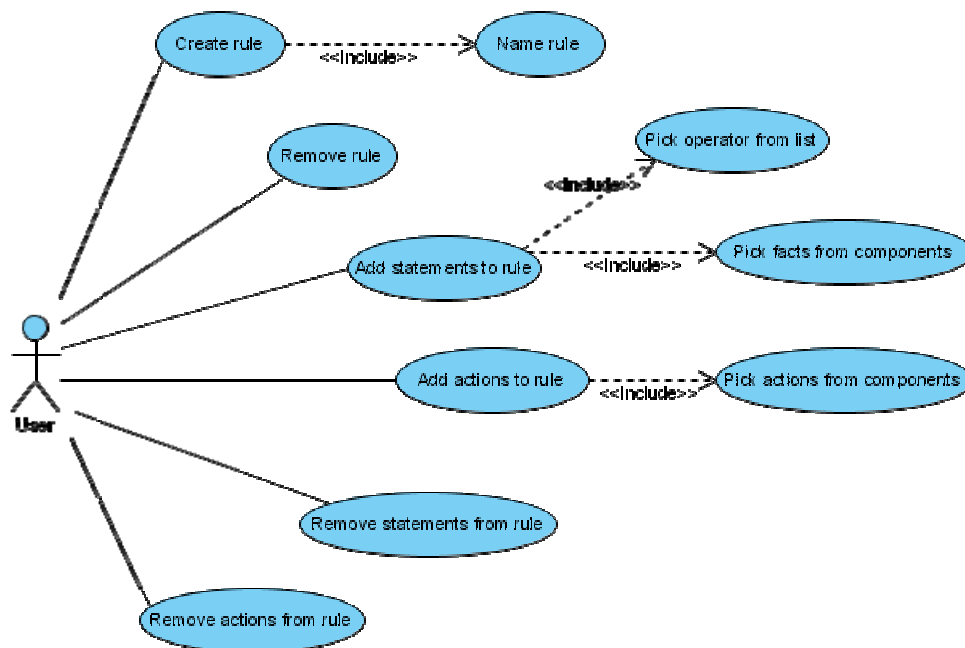 Create rule
<<Include>>
Name rule
Remove rule
Pick operator from list
<<Include>>
Add statements to rule
<<Include>>
Pick facts from components
Add actions to rule
<<Include>>
Pick actions from components
User
Remove statements from rule
Remove actions from rule